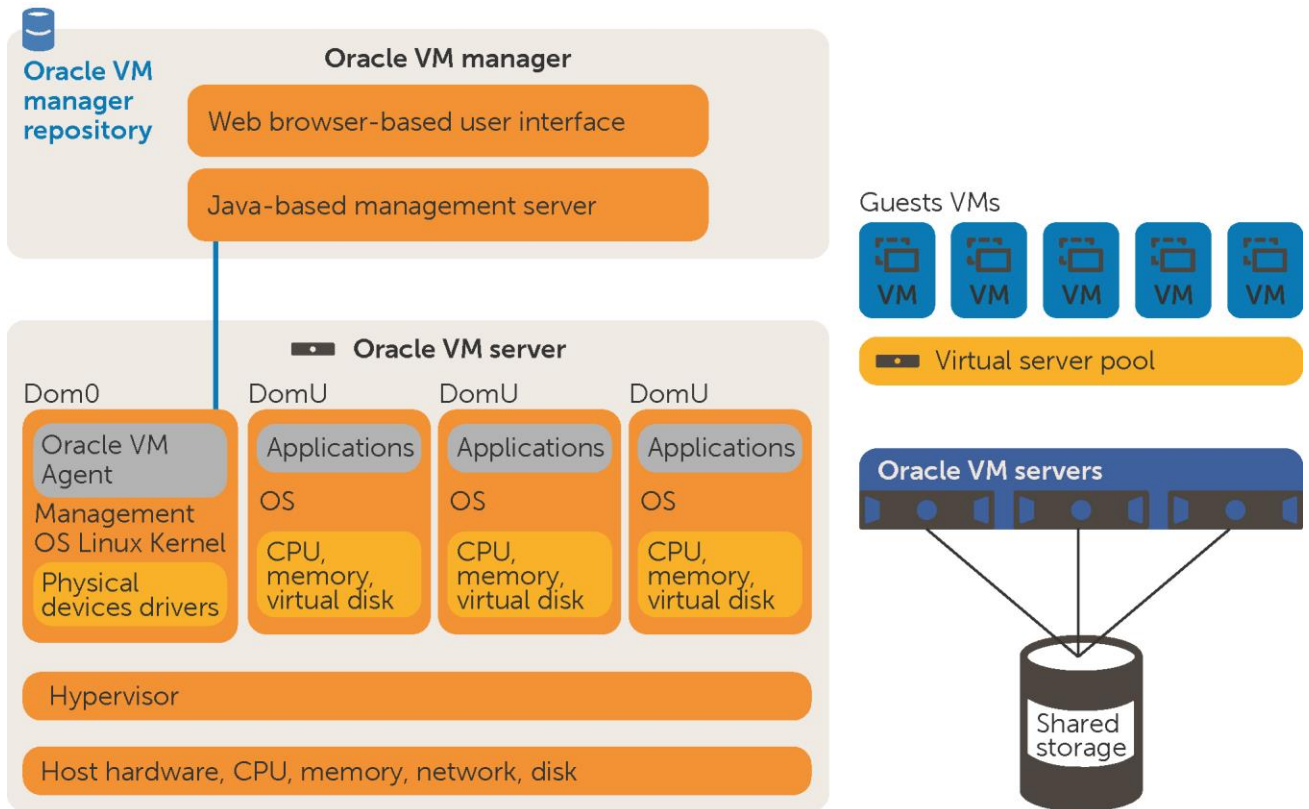 Oracle VM
manager
repository
Oracle VM manager
Web browser-based user interface
Java-based management server
Oracle VM server
Dom0
Oracle VM
Agent
Management
OS Linux Kernel
Physical
devices drivers
DomU
Applications
OS
CPU,
memory,
virtual disk
DomU
Applications
OS
CPU,
memory,
virtual disk
DomU
Applications
OS
CPU,
memory,
virtual disk
Hypervisor
Host hardware, CPU, memory, network, disk
Guests VMs
VM
VM
VM
VM
VM
Virtual server pool
Oracle VM servers
Shared
storage